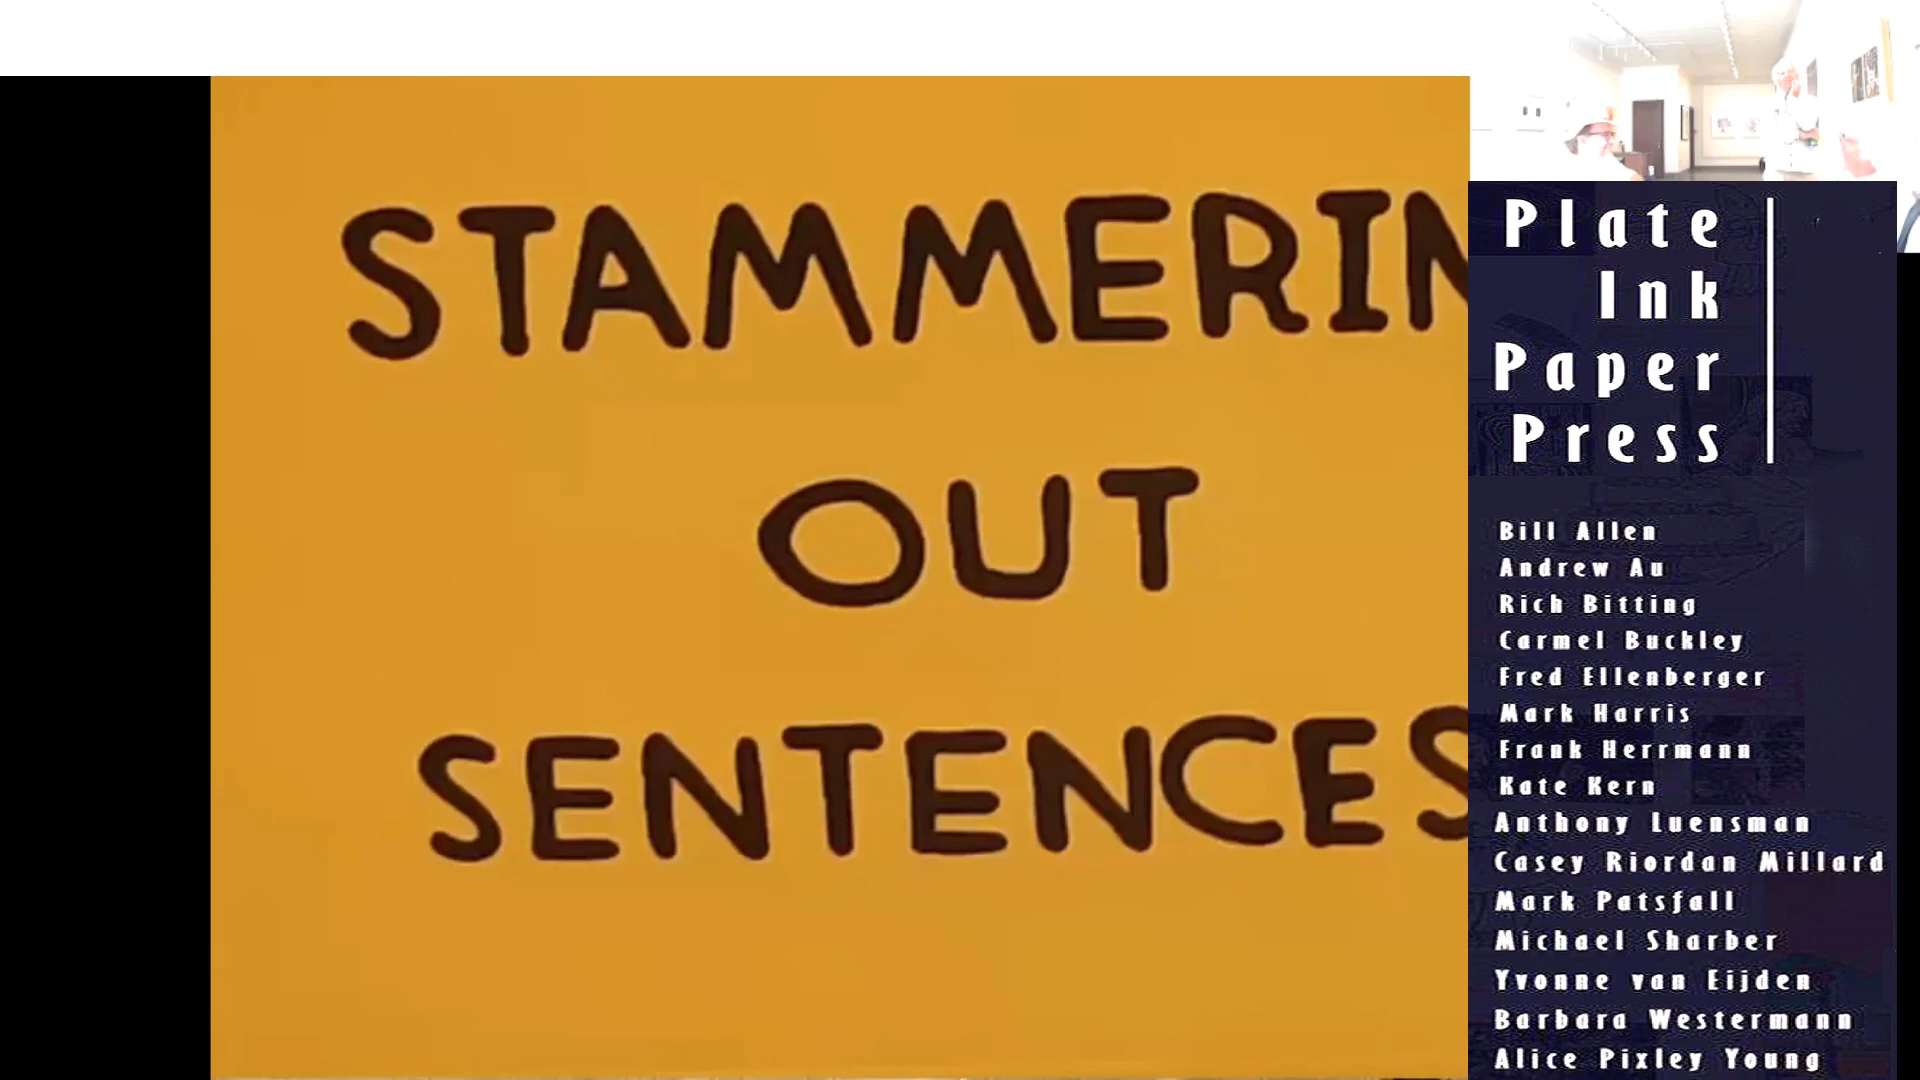 STAMMERIN
OUT
SENTENCES
Plate
Ink
Paper
Press
Bill Allen
Andrew Au
Rich Bitting
Carmel Buckley
Fred Ellenberger
Mark Harris
Frank Herrmann
Kate Kern
Anthony Luensman
Casey Riordan Millard
Mark Patsfall
Michael Sharber
Yvonne van Eijden
Barbara Westermann
Alice Pixley Young